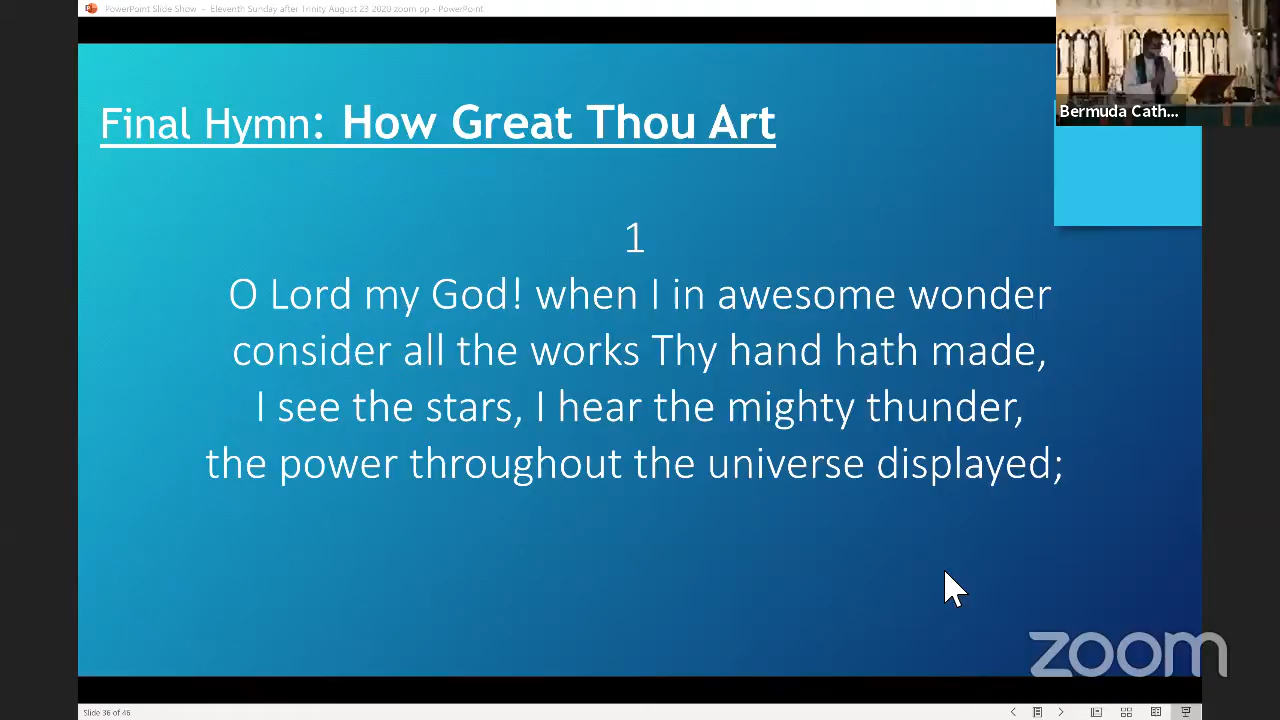 PowerPoint Slide Show – Eleventh Sunday after Trinity August 23 2020 zoom pp - PowerPoint
Bermuda Cath...
Final Hymn: How Great Thou Art
1
O Lord my God! when I in awesome wonder
consider all the works Thy hand hath made,
I see the stars, I hear the mighty thunder,
the power throughout the universe displayed;
zoom
Slide 36 of 46